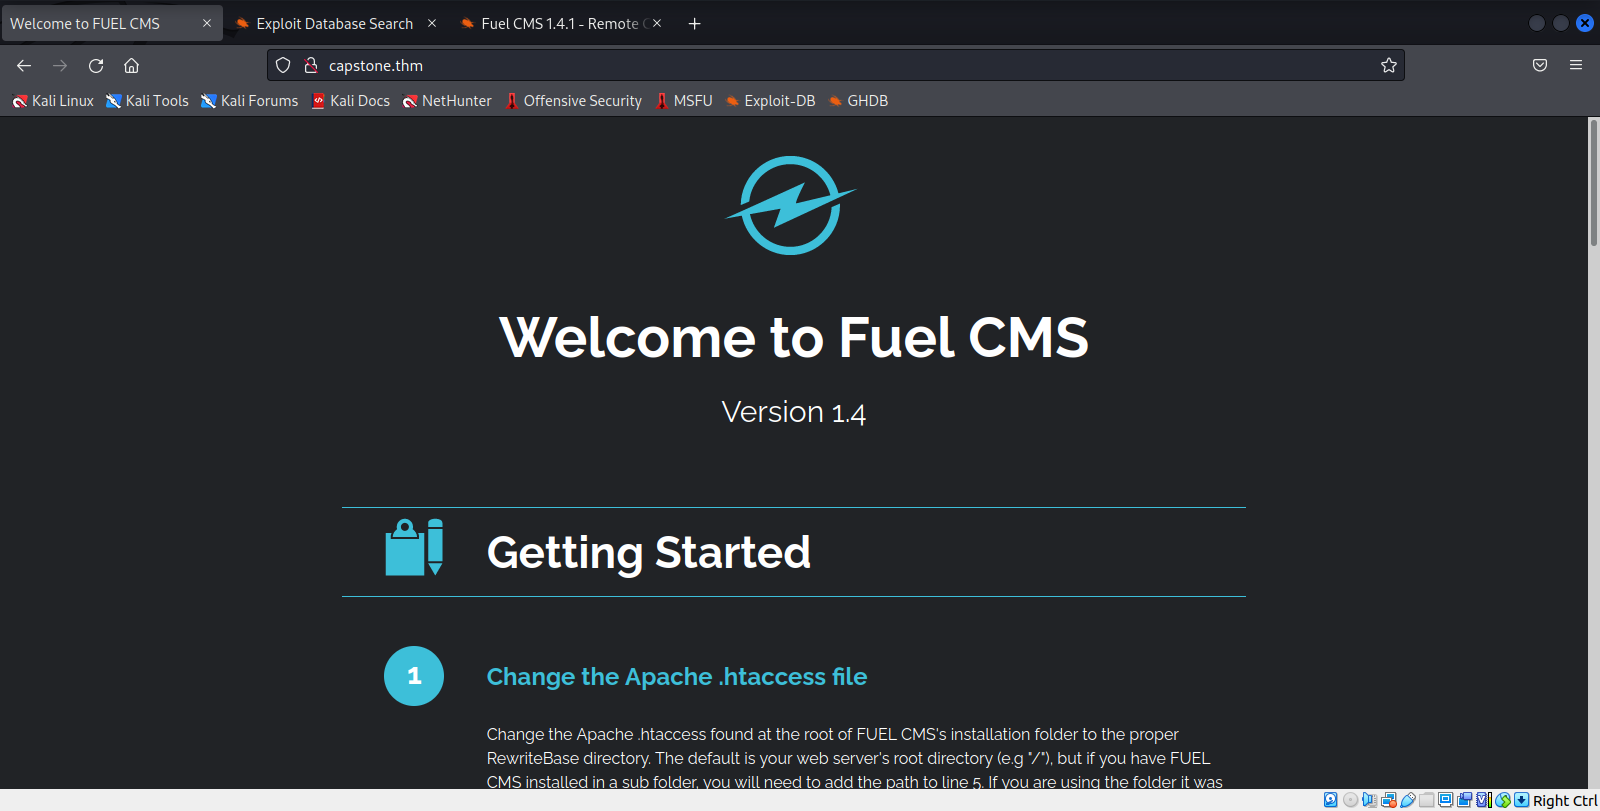 Welcome to FUEL CMS
Exploit Database Search
Fuel CMS 1.4.1 - Remote C
capstone.thm
Kali Linux
Kali Tools
Kali Forums
Kali Docs
NetHunter
Offensive Security
MSFU
Exploit-DB
GHDB
Welcome to Fuel CMS
Version 1.4
Getting Started
1
Change the Apache .htaccess file
Change the Apache .htaccess found at the root of FUEL CMS's installation folder to the proper
RewriteBase directory. The default is your web server's root directory (e.g "/"), but if you have FUEL
CMS installed in a sub folder, you will need to add the path to line 5. If you are using the folder it was
Right Ctrl